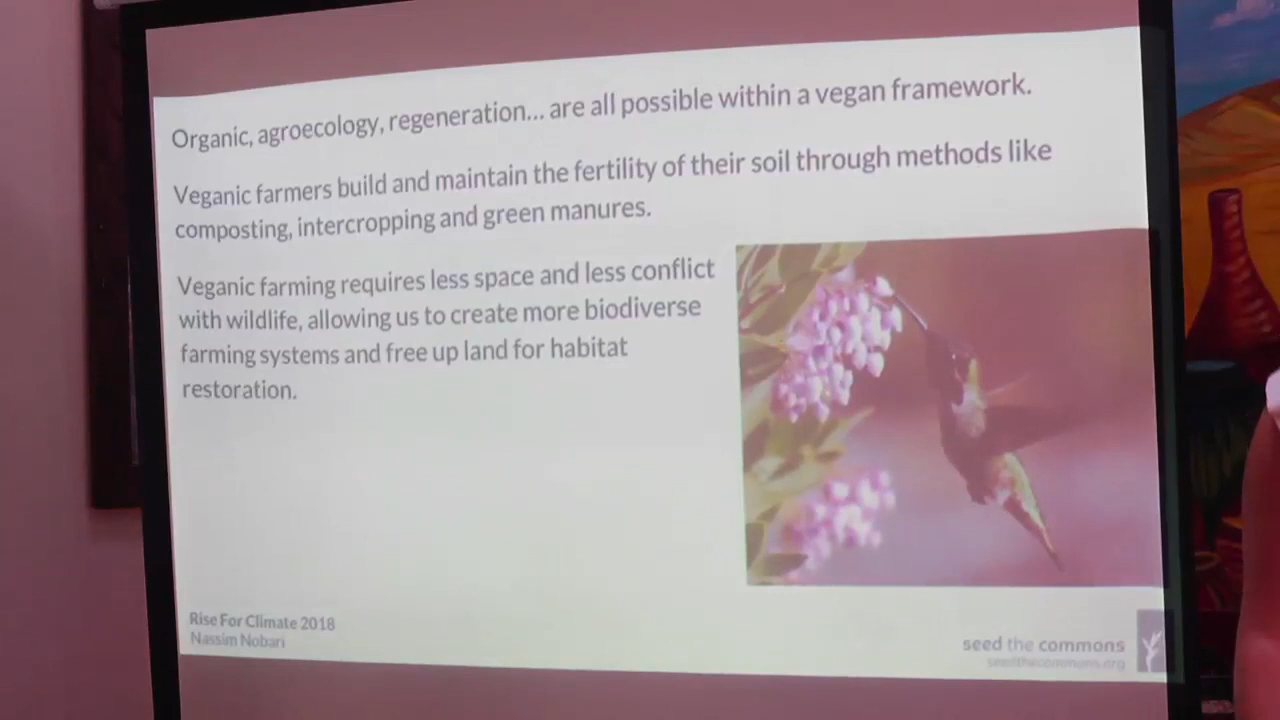 Organic, agroecology, regeneration... are all possible within a vegan framework.
Veganic farmers build and maintain the fertility of their soil through methods like
composting, intercropping and green manures.
Veganic farming requires less space and less conflict
with wildlife, allowing us to create more biodiverse
farming systems and free up land for habitat
restoration.
Rise For Climate 2018
Nassim Nobari
seed the commons
seedthecommons.org